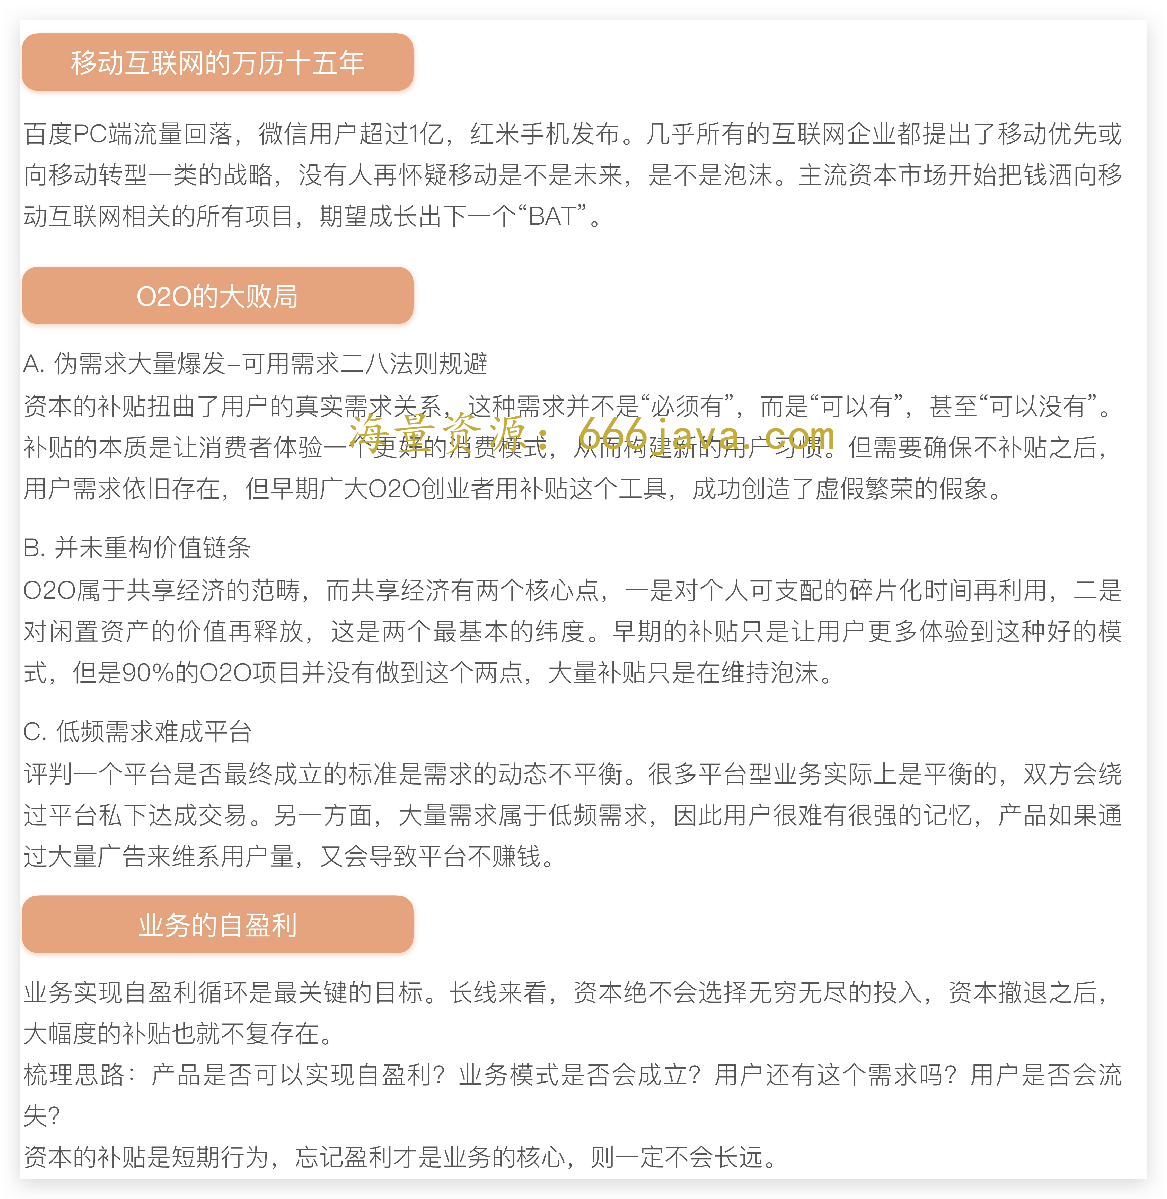 移动互联网的万历十五年
百度PC端流量回落，微信用户超过1亿，红米手机发布。几乎所有的互联网企业都提出了移动优先或
向移动转型一类的战略，没有人再怀疑移动是不是未来，是不是泡沫。主流资本市场开始把钱洒向移
动互联网相关的所有项目，期望成长出下一个“BAT”。
O2O的大败局
A. 伪需求大量爆发–可用需求二八法则规避
资本的补贴扭曲了用户的真实需求关系，这种需求并不是“必须有”，而是“可以有”，甚至“可以没有”。
海量资源：666java.com
补贴的本质是让消费者体验一个更好的消费模式，从而构建新的用户习惯。但需要确保不补贴之后，
用户需求依旧存在，但早期广大O2O创业者用补贴这个工具，成功创造了虚假繁荣的假象。
B. 并未重构价值链条
O2O属于共享经济的范畴，而共享经济有两个核心点，一是对个人可支配的碎片化时间再利用，二是
对闲置资产的价值再释放，这是两个最基本的纬度。早期的补贴只是让用户更多体验到这种好的模
式，但是90%的O2O项目并没有做到这个两点，大量补贴只是在维持泡沫。
C. 低频需求难成平台
评判一个平台是否最终成立的标准是需求的动态不平衡。很多平台型业务实际上是平衡的，双方会绕
过平台私下达成交易。另一方面，大量需求属于低频需求，因此用户很难有很强的记忆，产品如果通
过大量广告来维系用户量，又会导致平台不赚钱。
业务的自盈利
业务实现自盈利循环是最关键的目标。长线来看，资本绝不会选择无穷无尽的投入，资本撤退之后，
大幅度的补贴也就不复存在。
梳理思路：产品是否可以实现自盈利？业务模式是否会成立？用户还有这个需求吗？用户是否会流
失？
资本的补贴是短期行为，忘记盈利才是业务的核心，则一定不会长远。